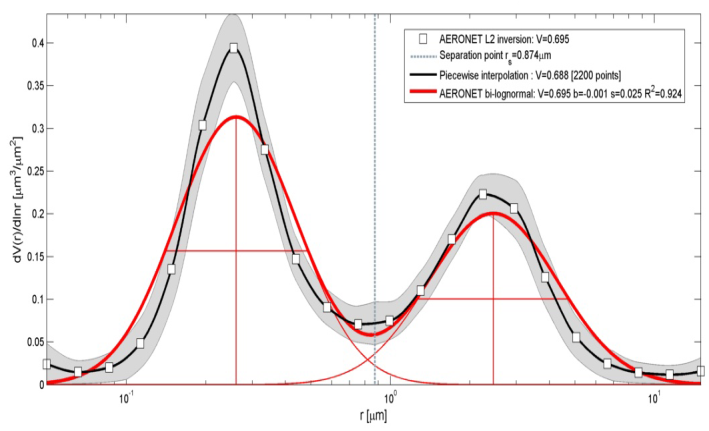 AERONET L2 inversion: V=0.695
Separation point r_s=0.874μm
Piecewise interpolation : V=0.688 [2200 points]
AERONET bi-lognormal: V=0.695 b=-0.001 s=0.025 R²=0.924
dV(r)/dlnr [μm³/μm²]
0.4
0.35
0.3
0.25
0.2
0.15
0.1
0.05
0
10⁻¹
10⁰
10¹
r [μm]